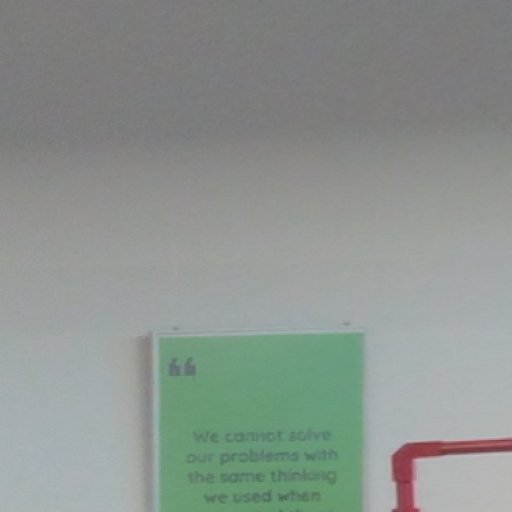 “
We cannot solve
our problems with
the same thinking
we used when